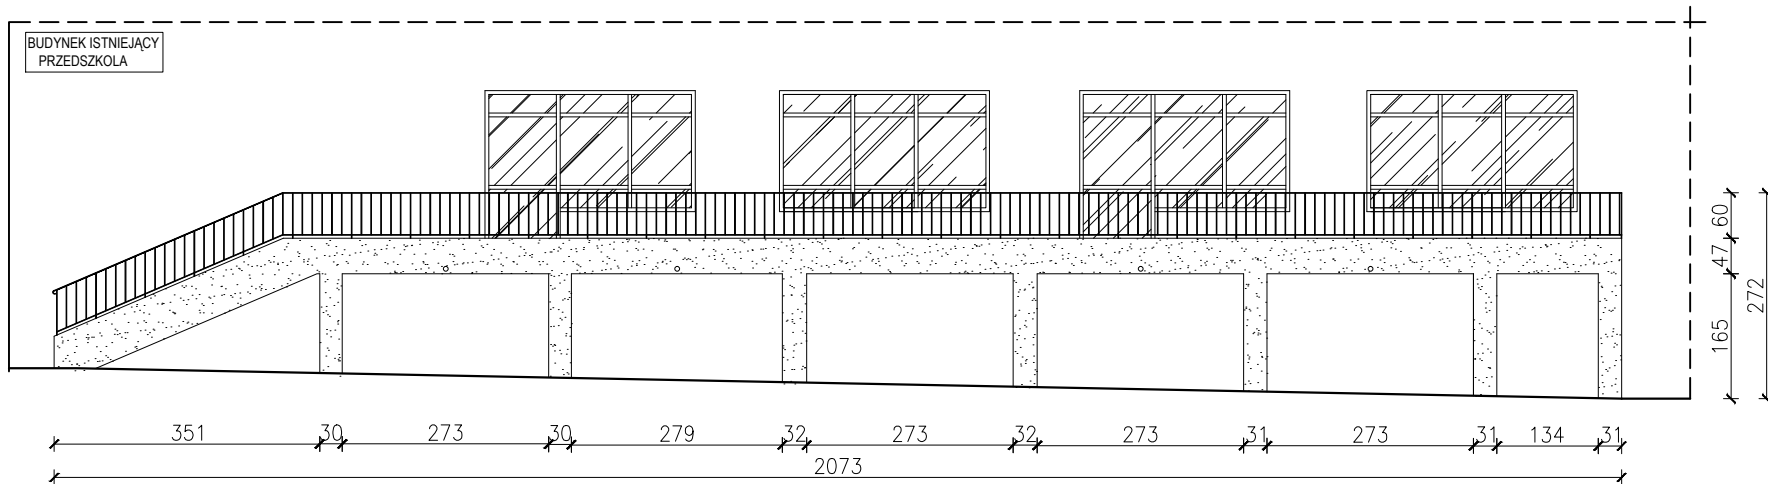 BUDYNEK ISTNIEJĄCY
PRZEDSZKOLA
60
47
272
165
351 30 273 30 279 32 273 32 273 31 273 31 134 31
2073